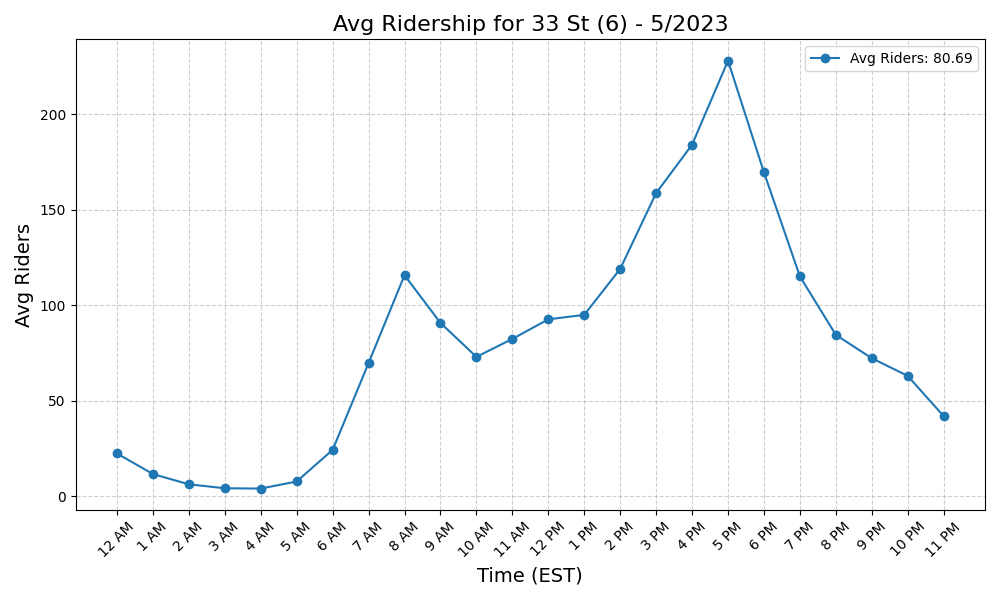 Avg Ridership for 33 St (6) - 5/2023
Avg Riders: 80.69
Avg Riders
200
150
100
50
0
12 AM
1 AM
2 AM
3 AM
4 AM
5 AM
6 AM
7 AM
8 AM
9 AM
10 AM
11 AM
12 PM
1 PM
2 PM
3 PM
4 PM
5 PM
6 PM
7 PM
8 PM
9 PM
10 PM
11 PM
Time (EST)